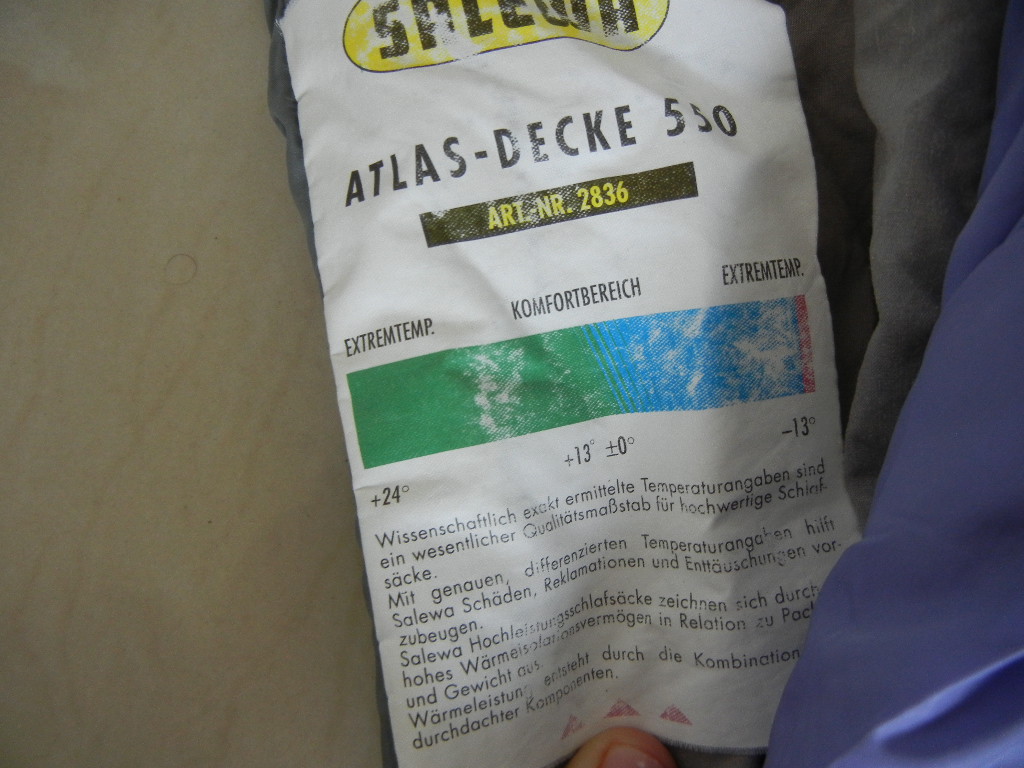 SALEWA
ATLAS-DECKE 550
ART. NR. 2836
EXTREMTEMP. KOMFORTBEREICH EXTREMTEMP.
+24° +13° ±0° −13°
Wissenschaftlich exakt ermittelte Temperaturangaben sind
ein wesentlicher Qualitätsmaßstab für hochwertige Schlaf-
säcke.
Mit genauen, differenzierten Temperaturangaben hilft
Salewa Schäden, Reklamationen und Enttäuschungen vor-
zubeugen.
Salewa Hochleistungsschlafsäcke zeichnen sich durch
hohes Wärmeisolationsvermögen in Relation zu Pack
und Gewicht aus.
Wärmeleistung entsteht durch die Kombination
durchdachter Komponenten.